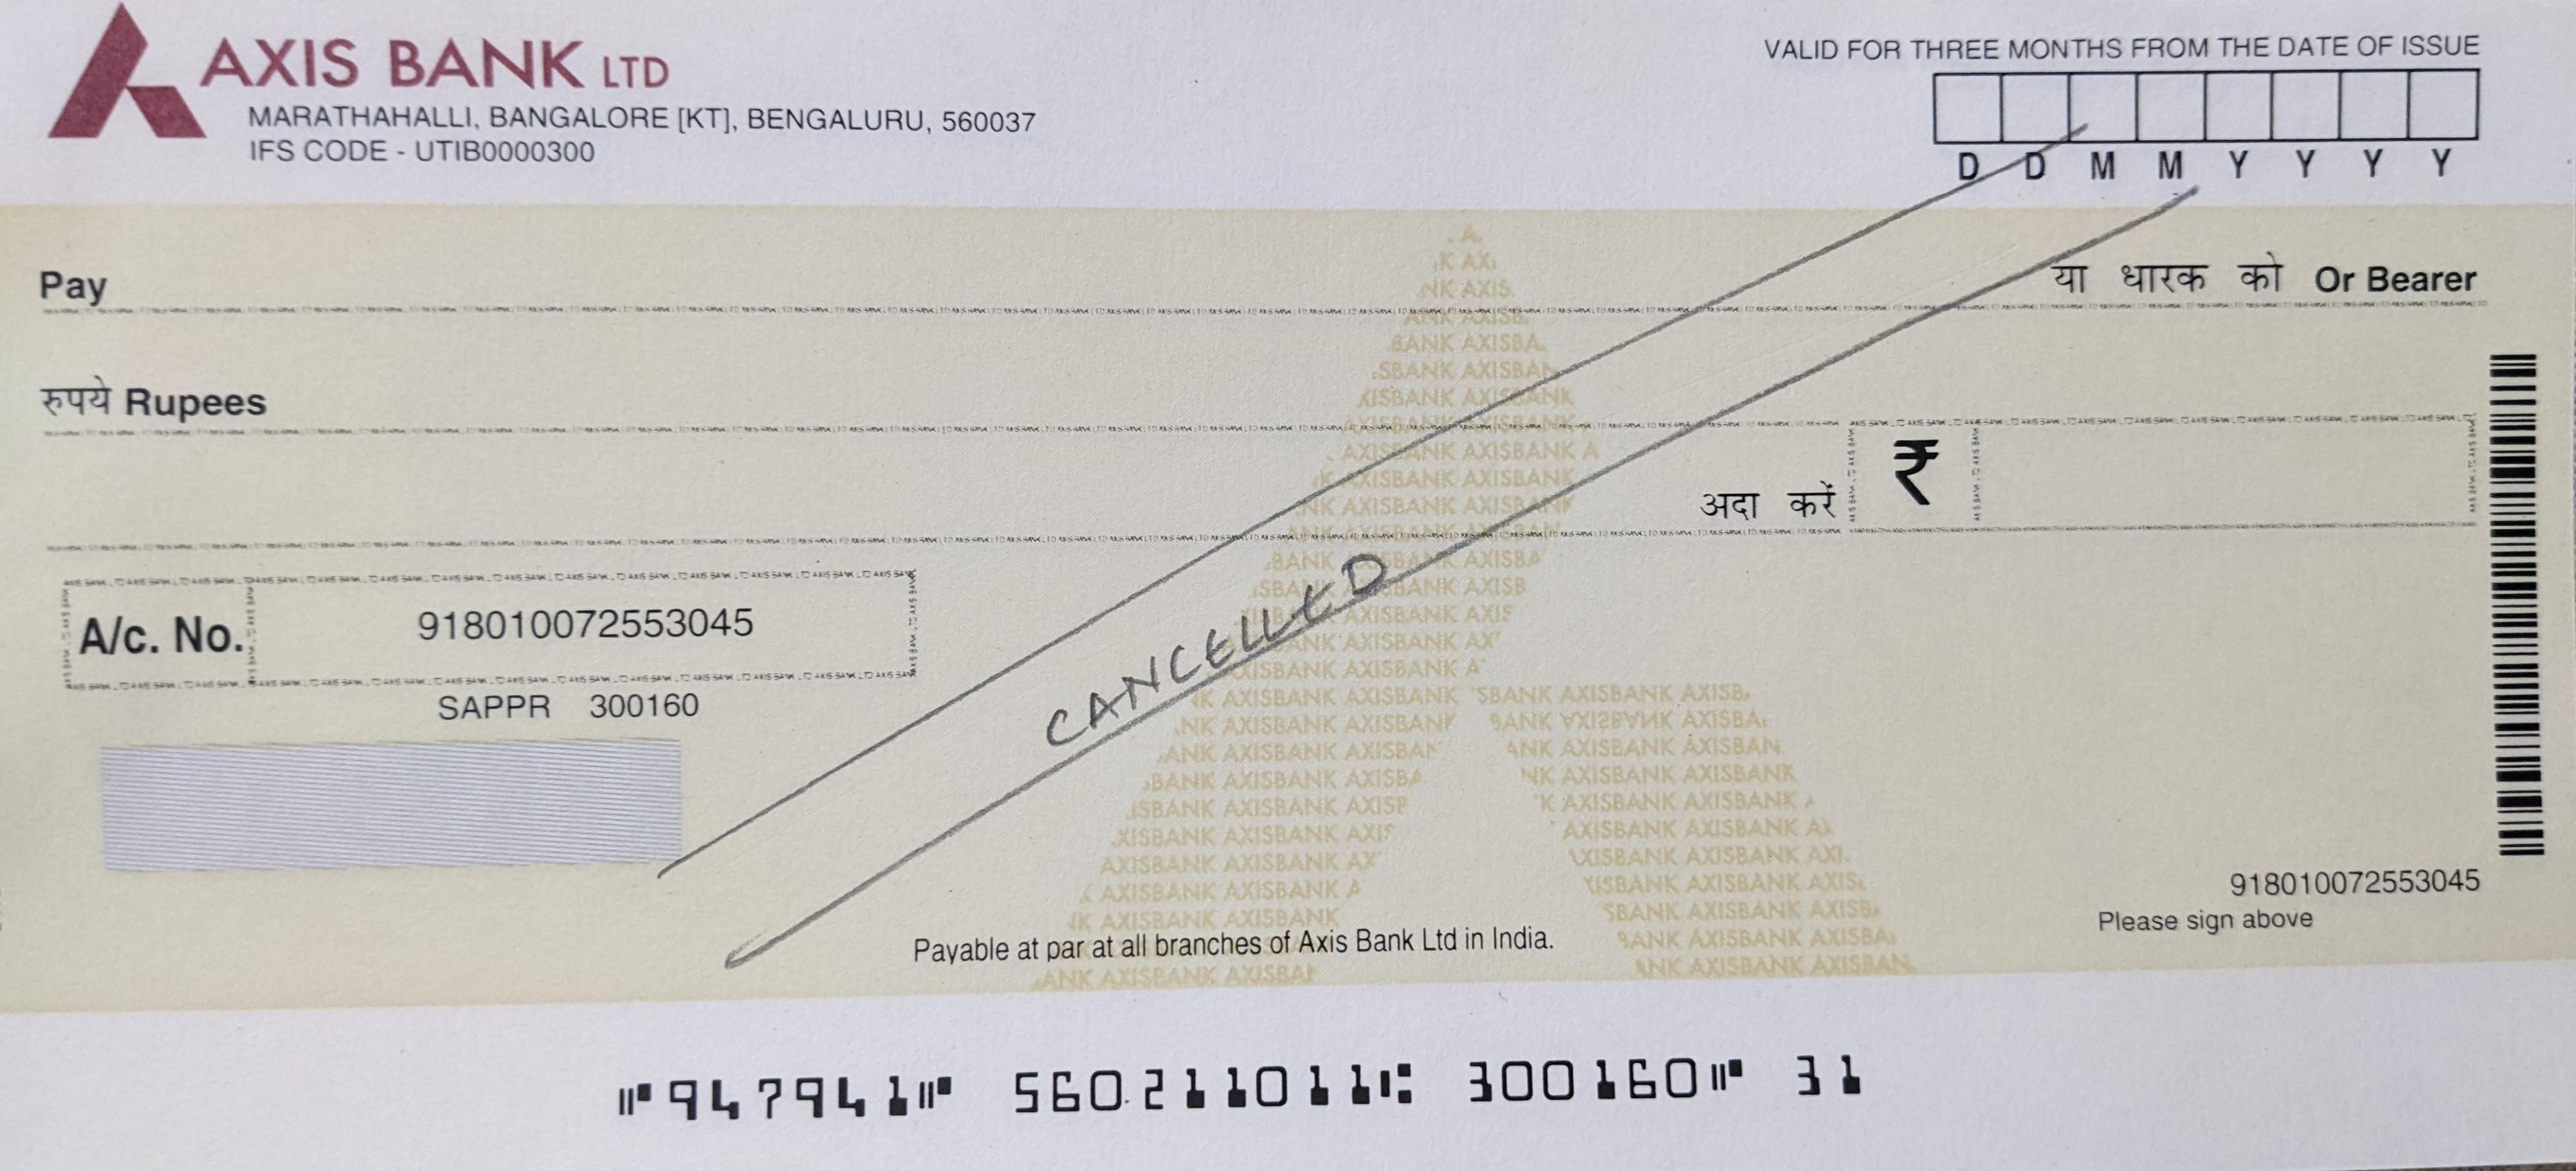 AXIS BANK LTD
MARATHAHALLI, BANGALORE [KT], BENGALURU, 560037
IFS CODE - UTIB0000300
VALID FOR THREE MONTHS FROM THE DATE OF ISSUE
D D M M Y Y Y Y
Pay
या धारक को Or Bearer
रुपये Rupees
अदा करें ₹
A/c. No. 918010072553045
SAPPR 300160
CANCELLED
918010072553045
Please sign above
Payable at par at all branches of Axis Bank Ltd in India.
⑈947941⑈ 560211011⑆ 300160⑈ 31